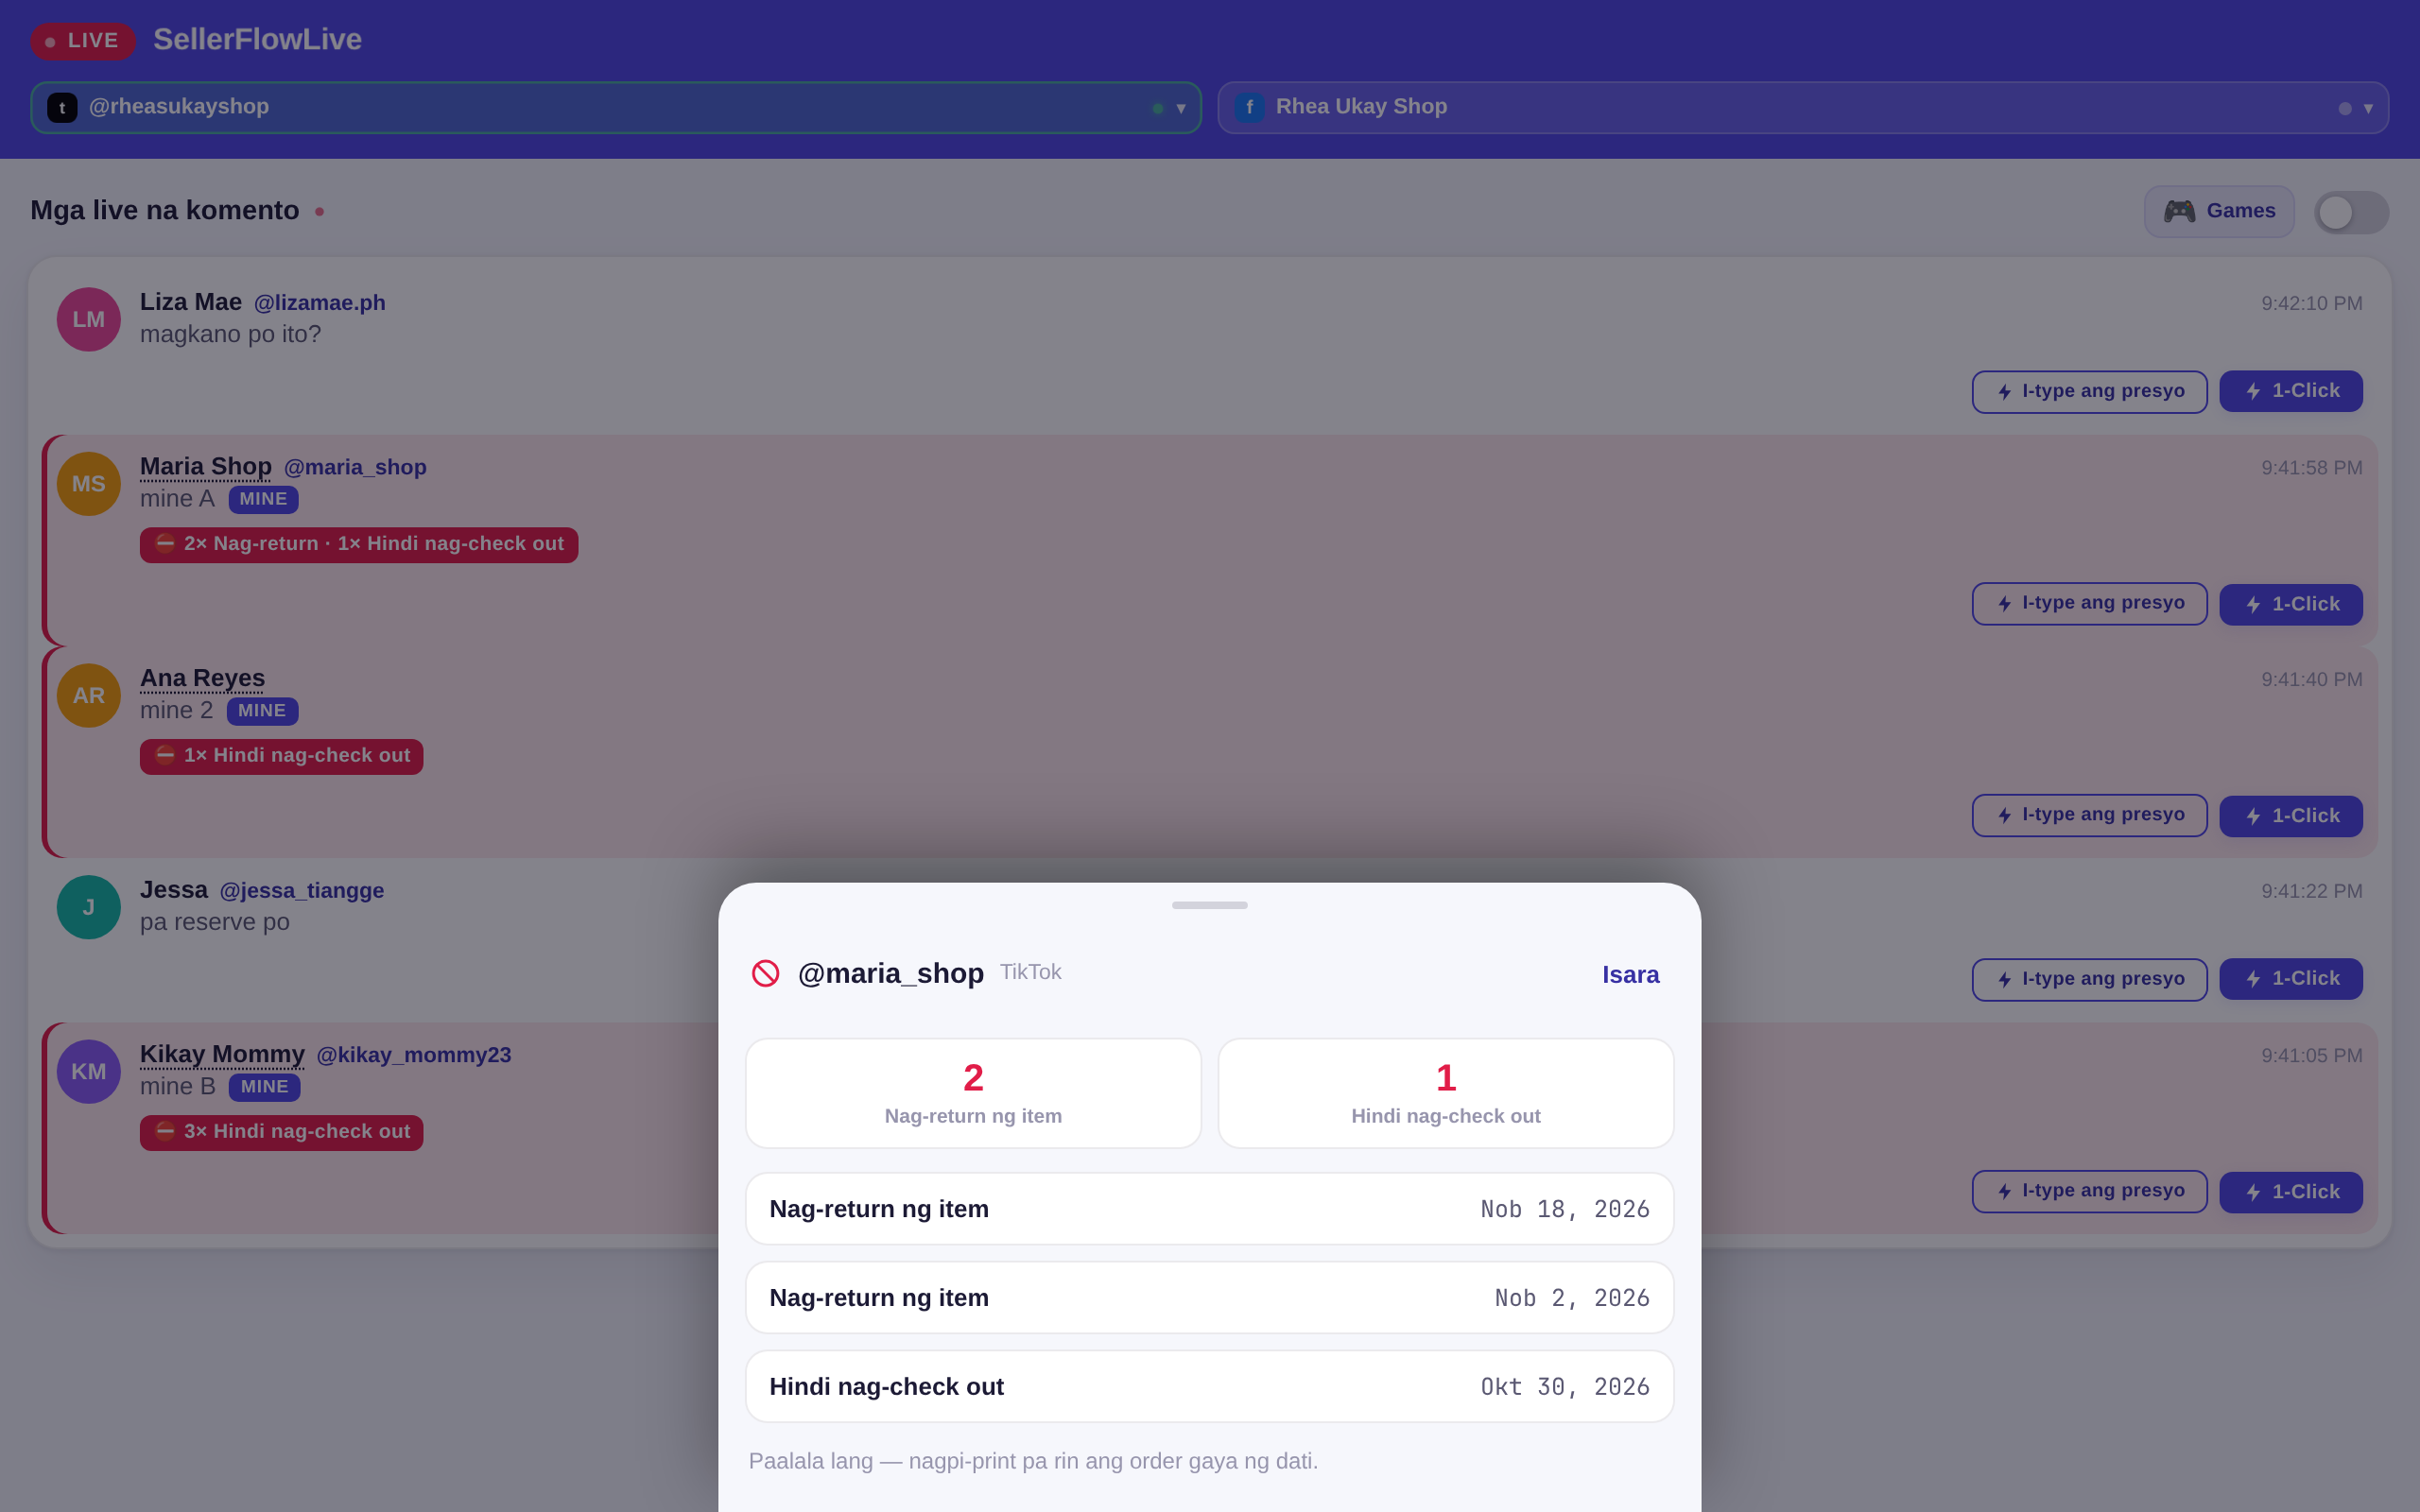 LIVE SellerFlowLive
t @rheasukayshop ▾ f Rhea Ukay Shop ▾
Mga live na komento 🎮 Games
LM Liza Mae @lizamae.ph 9:42:10 PM
magkano po ito?
I-type ang presyo 1-Click
MS Maria Shop @maria_shop 9:41:58 PM
mine A MINE
⛔ 2× Nag-return · 1× Hindi nag-check out
I-type ang presyo 1-Click
AR Ana Reyes 9:41:40 PM
mine 2 MINE
⛔ 1× Hindi nag-check out
I-type ang presyo 1-Click
J Jessa @jessa_tiangge 9:41:22 PM
pa reserve po
I-type ang presyo 1-Click
KM Kikay Mommy @kikay_mommy23 9:41:05 PM
mine B MINE
⛔ 3× Hindi nag-check out
I-type ang presyo 1-Click
@maria_shop TikTok Isara
2 1
Nag-return ng item Hindi nag-check out
Nag-return ng item Nob 18, 2026
Nag-return ng item Nob 2, 2026
Hindi nag-check out Okt 30, 2026
Paalala lang — nagpi-print pa rin ang order gaya ng dati.